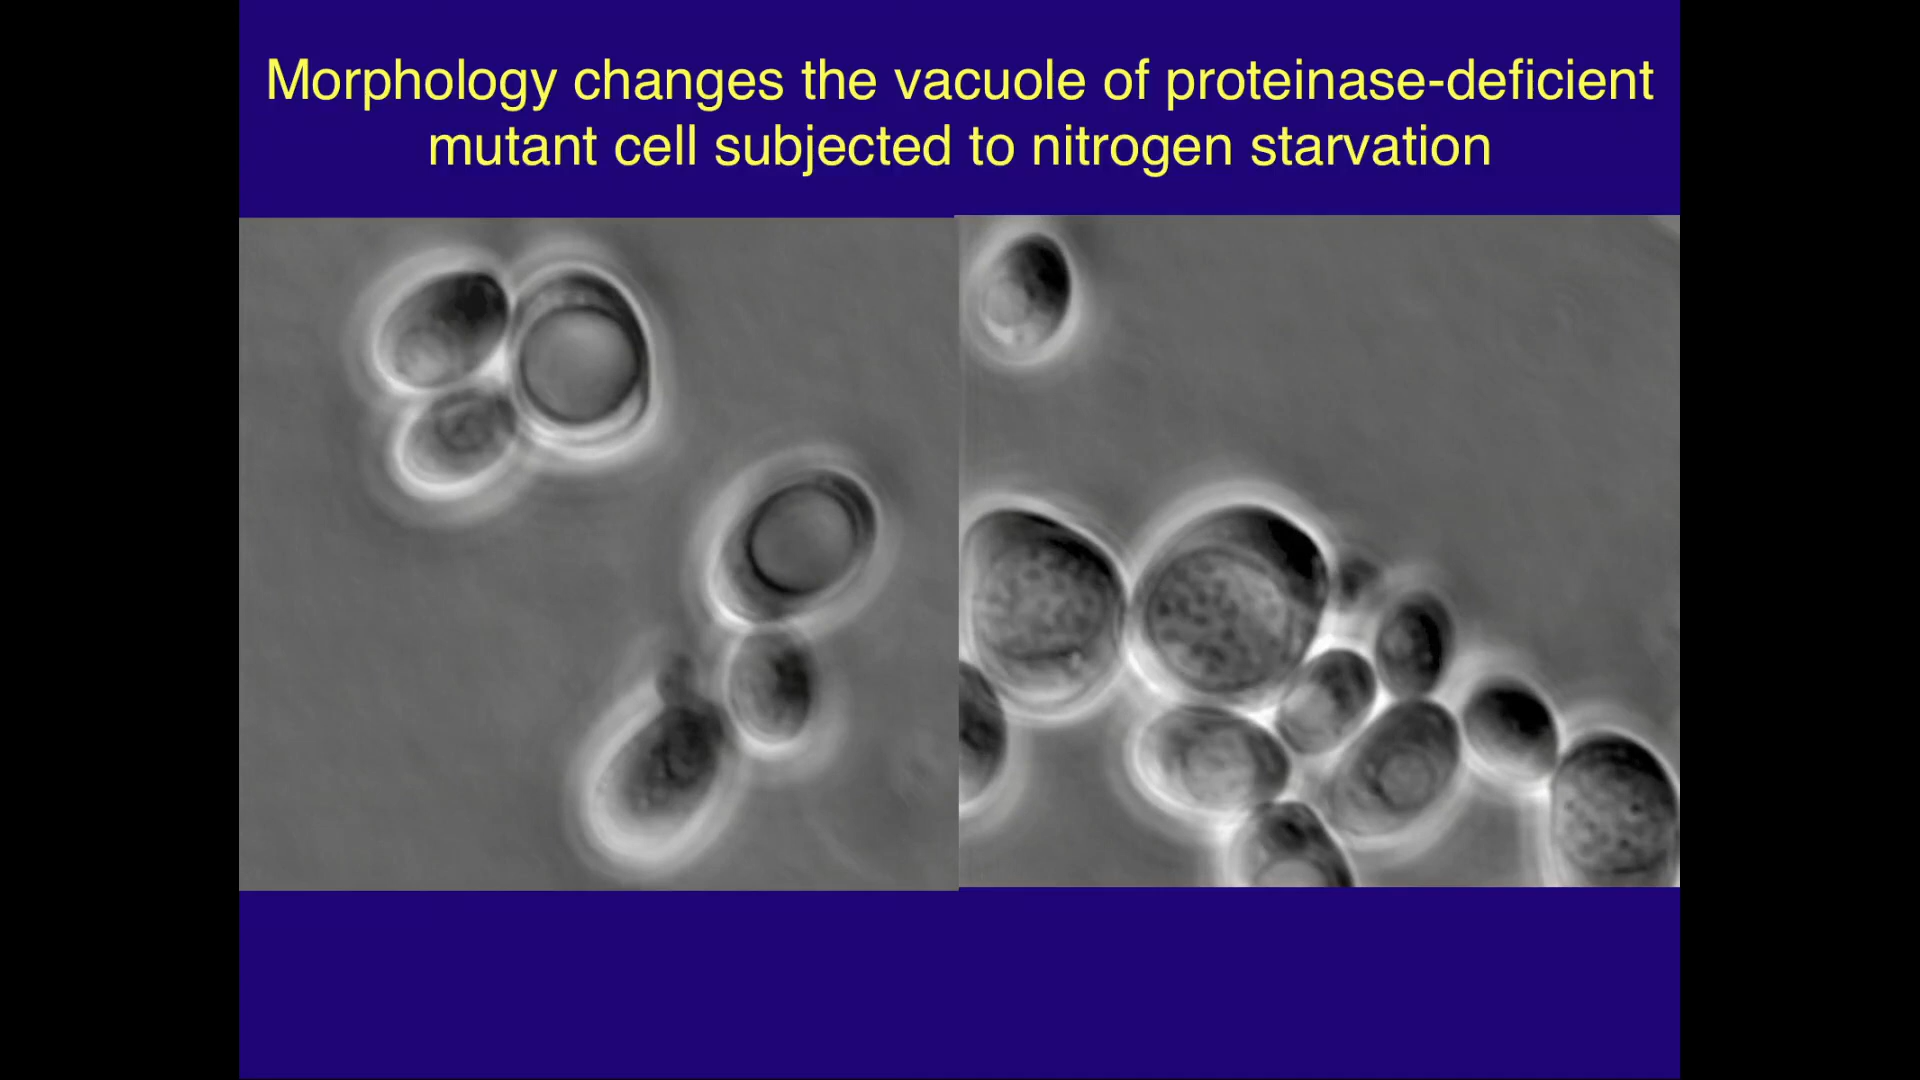 Morphology changes the vacuole of proteinase-deficient
mutant cell subjected to nitrogen starvation